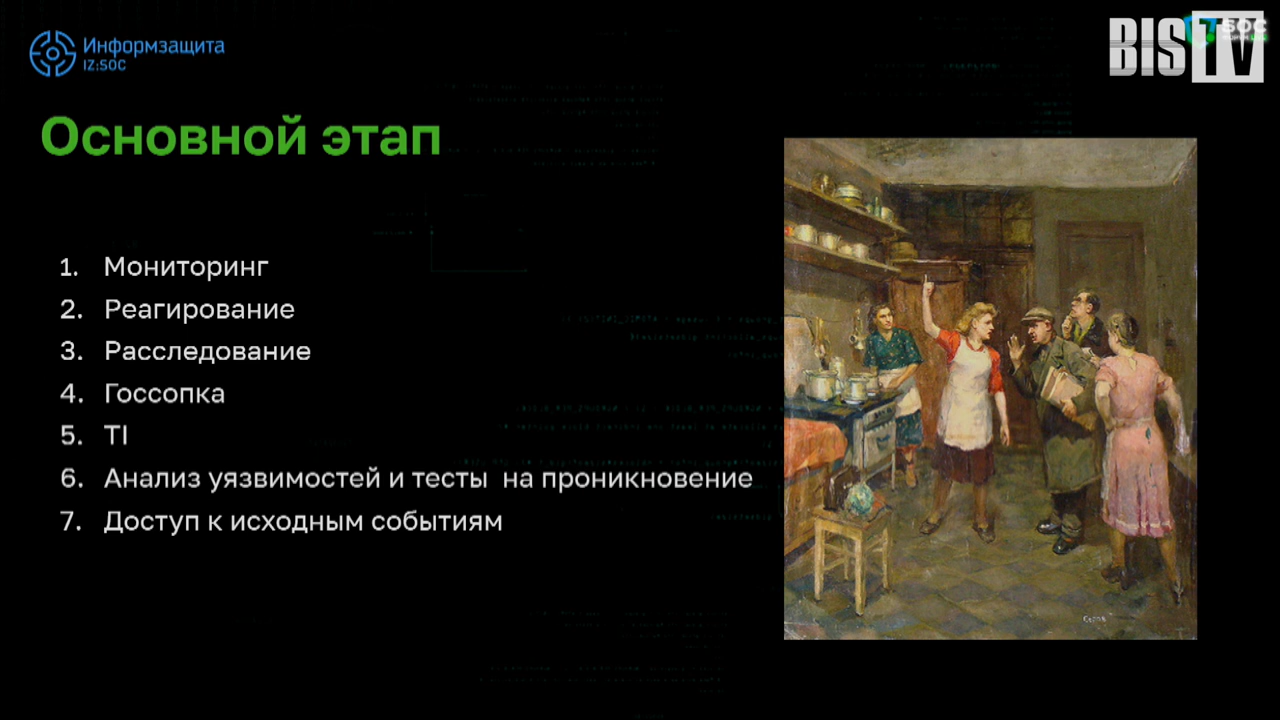 Информзащита
IZ:SOC
BIS TV
SOC
Основной этап
1. Мониторинг
2. Реагирование
3. Расследование
4. Госсопка
5. TI
6. Анализ уязвимостей и тесты на проникновение
7. Доступ к исходным событиям